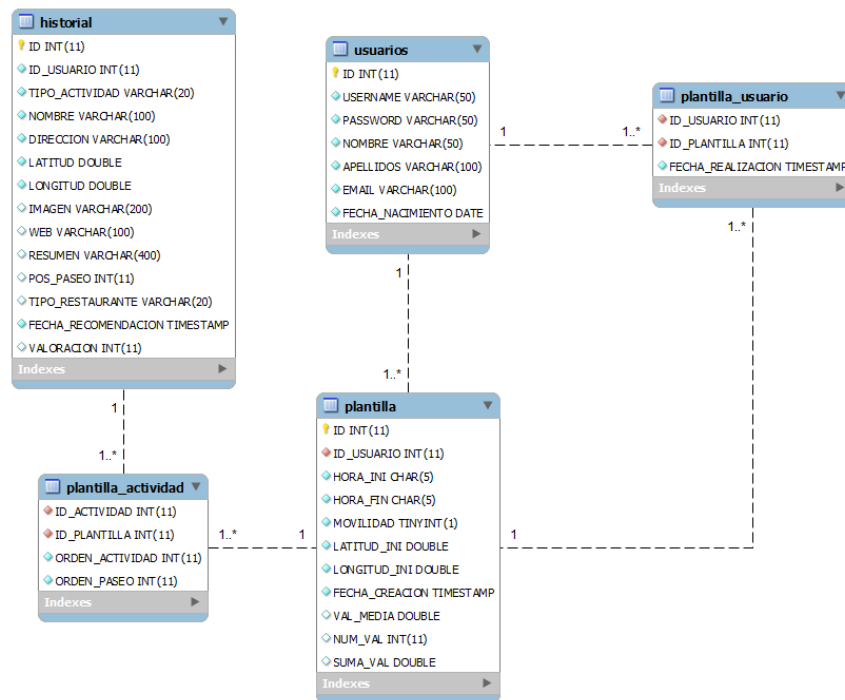 historial
ID INT(11)
ID_USUARIO INT(11)
TIPO_ACTIVIDAD VARCHAR(20)
NOMBRE VARCHAR(100)
DIRECCION VARCHAR(100)
LATITUD DOUBLE
LONGITUD DOUBLE
IMAGEN VARCHAR(200)
WEB VARCHAR(100)
RESUMEN VARCHAR(400)
POS_PASEO INT(11)
TIPO_RESTAURANTE VARCHAR(20)
FECHA_RECOMENDACION TIMESTAMP
VALORACION INT(11)
Indexes
usuarios
ID INT(11)
USERNAME VARCHAR(50)
PASSWORD VARCHAR(50)
NOMBRE VARCHAR(50)
APELLIDOS VARCHAR(100)
EMAIL VARCHAR(100)
FECHA_NACIMIENTO DATE
Indexes
1
1..*
plantilla_usuario
ID_USUARIO INT(11)
ID_PLANTILLA INT(11)
FECHA_REALIZACION TIMESTAMP
Indexes
1..*
1
1..*
1
1..*
plantilla_actividad
ID_ACTIVIDAD INT(11)
ID_PLANTILLA INT(11)
ORDEN_ACTIVIDAD INT(11)
ORDEN_PASEO INT(11)
Indexes
1..*
1
plantilla
ID INT(11)
ID_USUARIO INT(11)
HORA_INI CHAR(5)
HORA_FIN CHAR(5)
MOVILIDAD TINYINT(1)
LATITUD_INI DOUBLE
LONGITUD_INI DOUBLE
FECHA_CREACION TIMESTAMP
VAL_MEDIA DOUBLE
NUM_VAL INT(11)
SUMA_VAL DOUBLE
Indexes
1